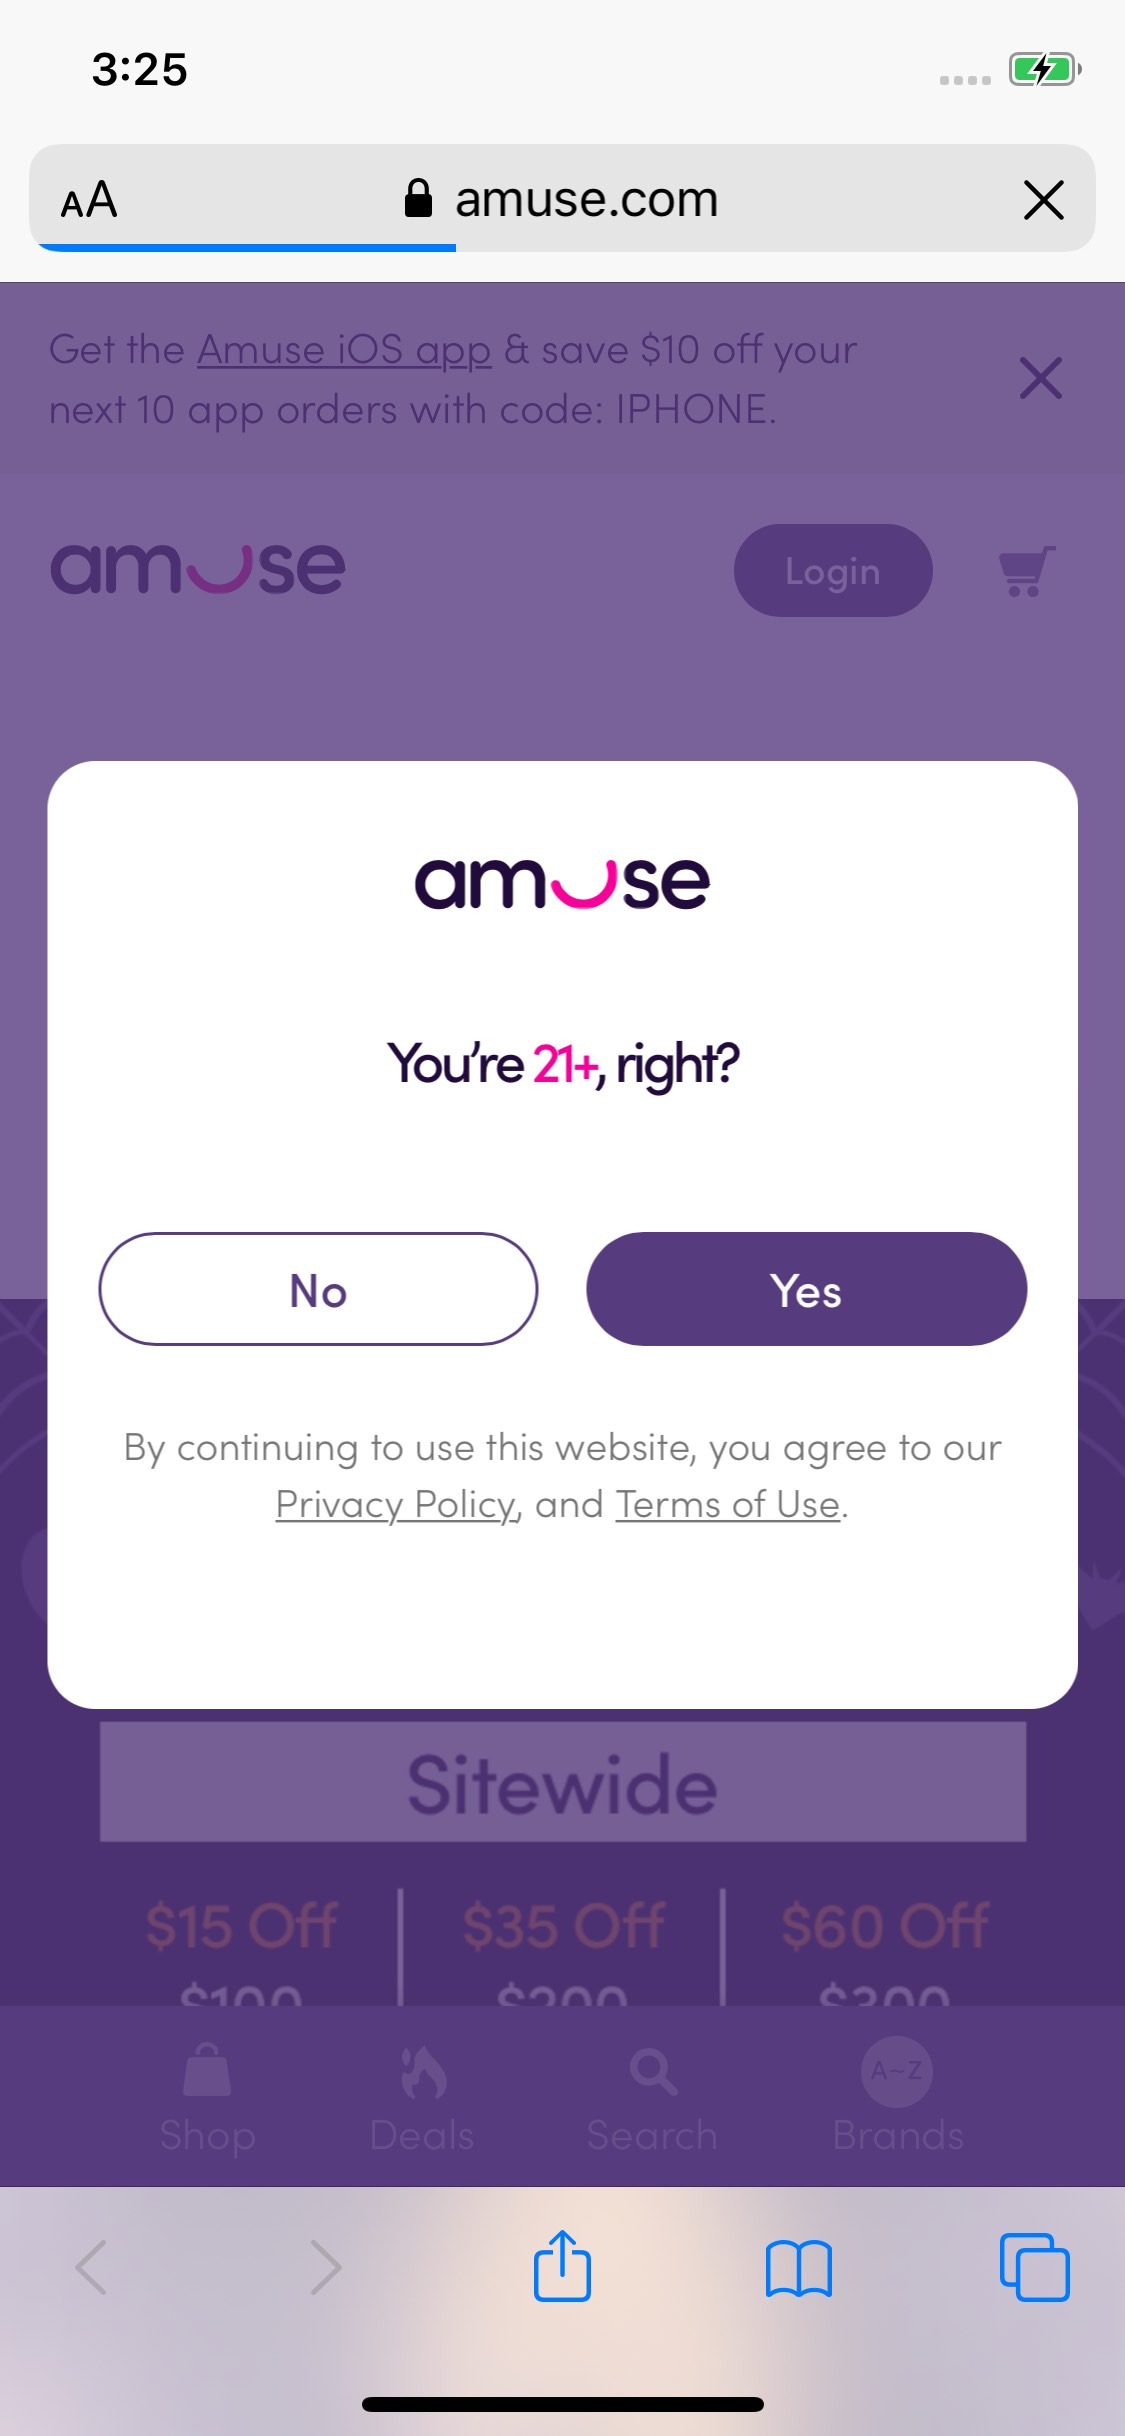 3:25
AA amuse.com
Get the Amuse iOS app & save $10 off your
next 10 app orders with code: IPHONE.
amuse
Login
amuse
You're 21+, right?
No
Yes
By continuing to use this website, you agree to our
Privacy Policy, and Terms of Use.
Sitewide
$15 Off $35 Off $60 Off
$100 $200 $300
A~Z
Shop Deals Search Brands